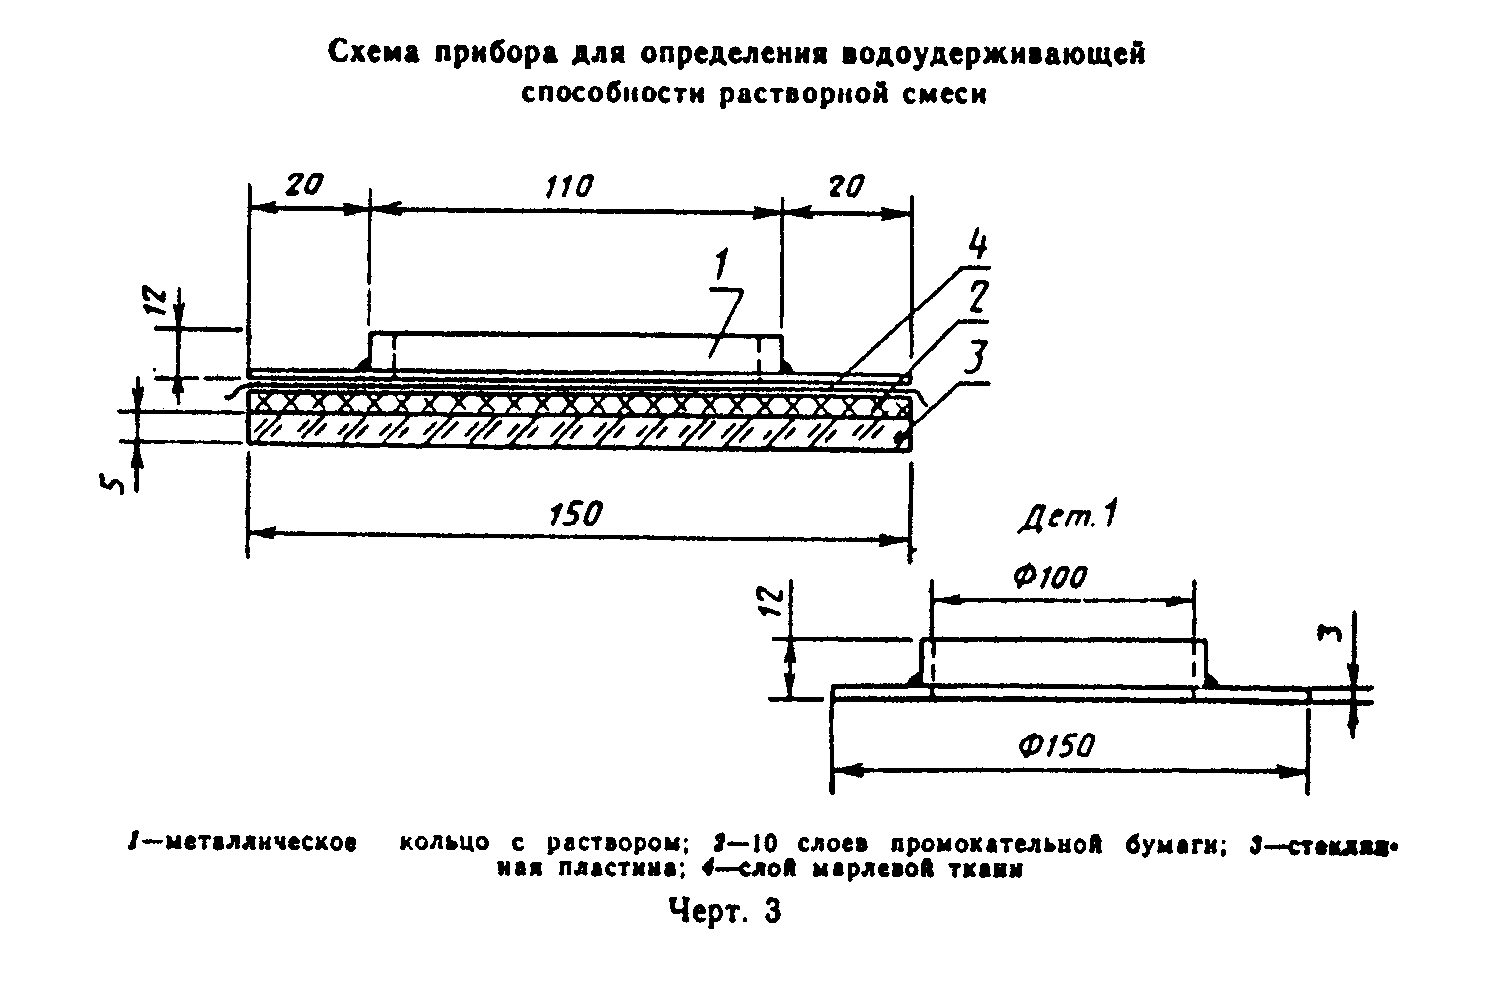 Схема прибора для определения водоудерживающей
способности растворной смеси
20 110 20
4
1
2
12
3
5
150
Дет. 1
Ф100
12
3
Ф150
1—металлическое кольцо с раствором; 2—10 слоев промокательной бумаги; 3—стеклян-
ная пластина; 4—слой марлевой ткани
Черт. 3